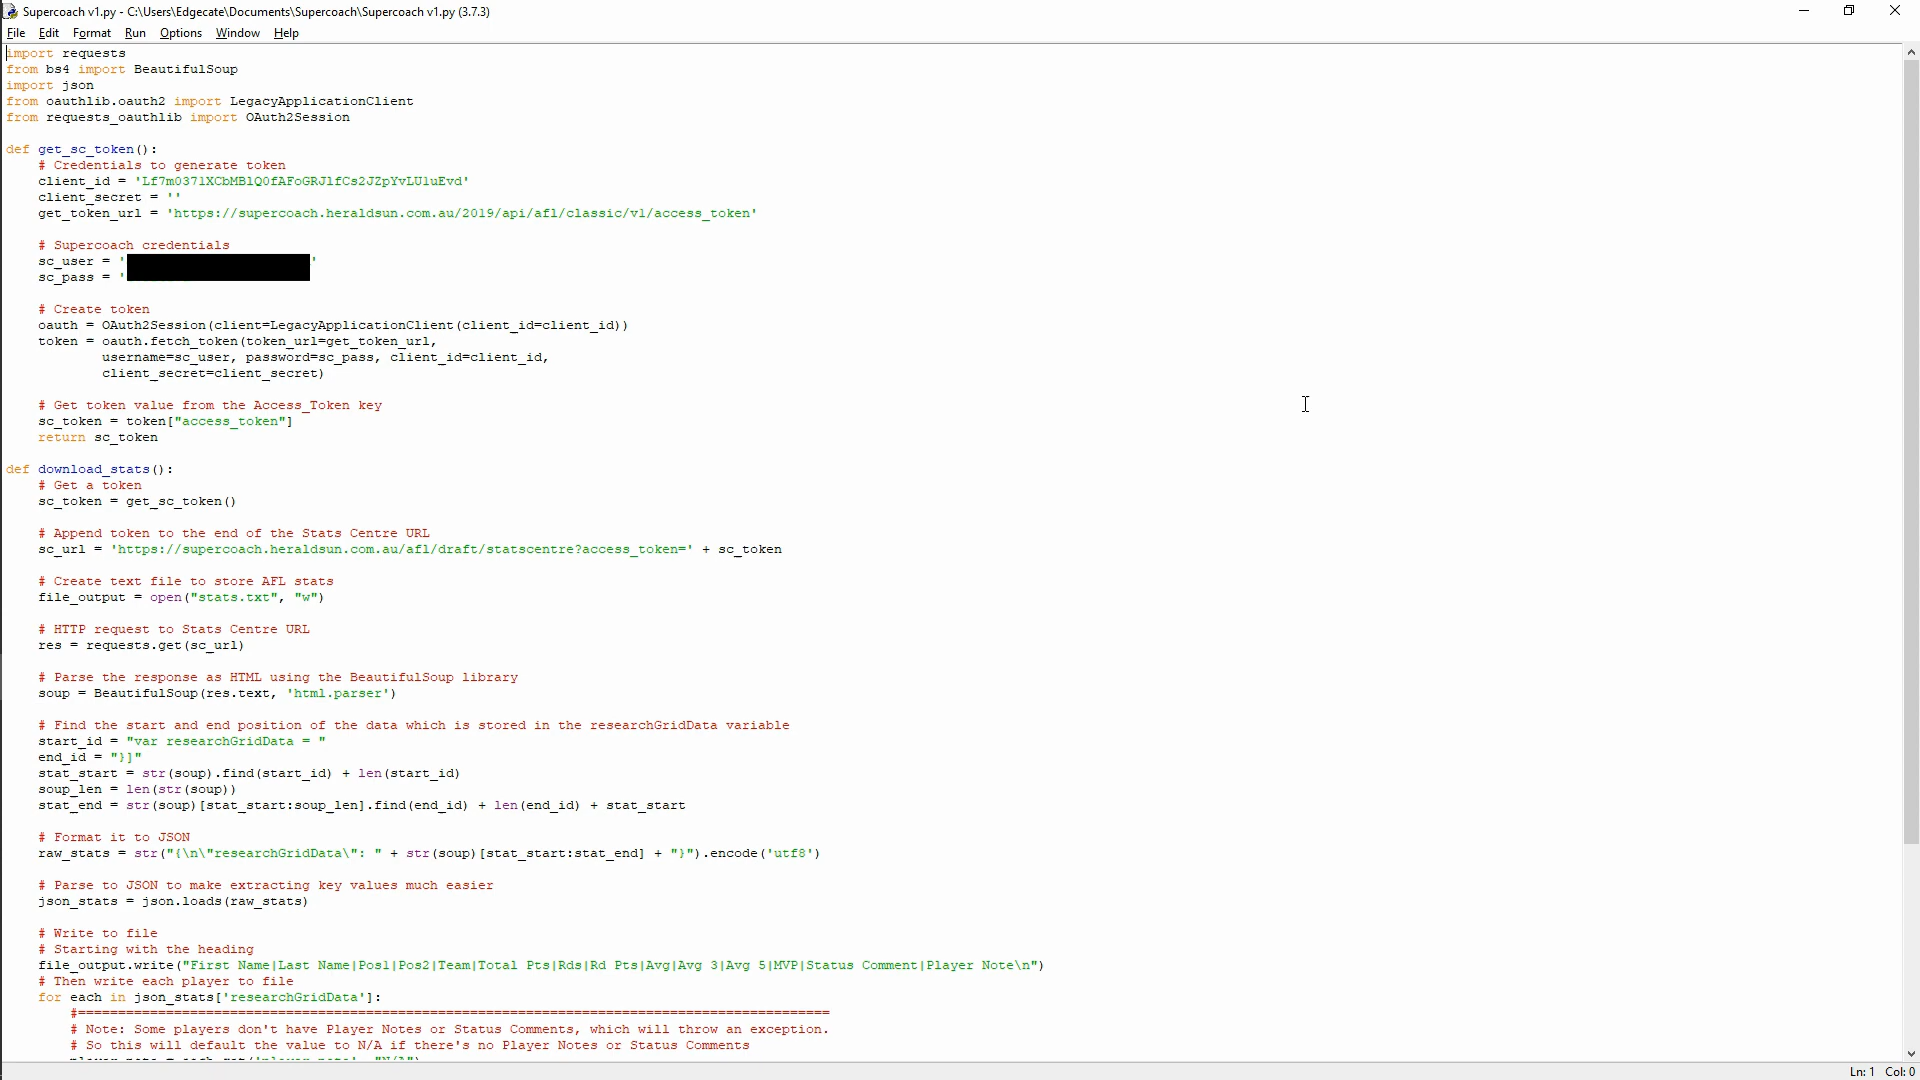 Supercoach v1.py - C:\Users\Edgecate\Documents\Supercoach\Supercoach v1.py (3.7.3)
File Edit Format Run Options Window Help
import requests
from bs4 import BeautifulSoup
import json
from oauthlib.oauth2 import LegacyApplicationClient
from requests_oauthlib import OAuth2Session
def get_sc_token():
# Credentials to generate token
client_id = 'Lf7m0371XCbMBlQ0fAFoGRJlfCs2JZpYvLUluEvd'
client_secret = ''
get_token_url = 'https://supercoach.heraldsun.com.au/2019/api/afl/classic/v1/access_token'
# Supercoach credentials
sc_user = ' '
sc_pass = '
# Create token
oauth = OAuth2Session(client=LegacyApplicationClient(client_id=client_id))
token = oauth.fetch_token(token_url=get_token_url,
username=sc_user, password=sc_pass, client_id=client_id,
client_secret=client_secret)
# Get token value from the Access_Token key
sc_token = token["access_token"]
return sc_token
def download_stats():
# Get a token
sc_token = get_sc_token()
# Append token to the end of the Stats Centre URL
sc_url = 'https://supercoach.heraldsun.com.au/afl/draft/statscentre?access_token=' + sc_token
# Create text file to store AFL stats
file_output = open("stats.txt", "w")
# HTTP request to Stats Centre URL
res = requests.get(sc_url)
# Parse the response as HTML using the BeautifulSoup library
soup = BeautifulSoup(res.text, 'html.parser')
# Find the start and end position of the data which is stored in the researchGridData variable
start_id = "var researchGridData = "
end_id = "}]"
stat_start = str(soup).find(start_id) + len(start_id)
soup_len = len(str(soup))
stat_end = str(soup)[stat_start:soup_len].find(end_id) + len(end_id) + stat_start
# Format it to JSON
raw_stats = str("{\n\"researchGridData\": " + str(soup)[stat_start:stat_end] + "}").encode('utf8')
# Parse to JSON to make extracting key values much easier
json_stats = json.loads(raw_stats)
# Write to file
# Starting with the heading
file_output.write("First Name|Last Name|Pos1|Pos2|Team|Total Pts|Rds|Rd Pts|Avg|Avg 3|Avg 5|MVP|Status Comment|Player Note\n")
# Then write each player to file
for each in json_stats['researchGridData']:
#==============================================================================================
# Note: Some players don't have Player Notes or Status Comments, which will throw an exception.
# So this will default the value to N/A if there's no Player Notes or Status Comments
Ln: 1 Col: 0